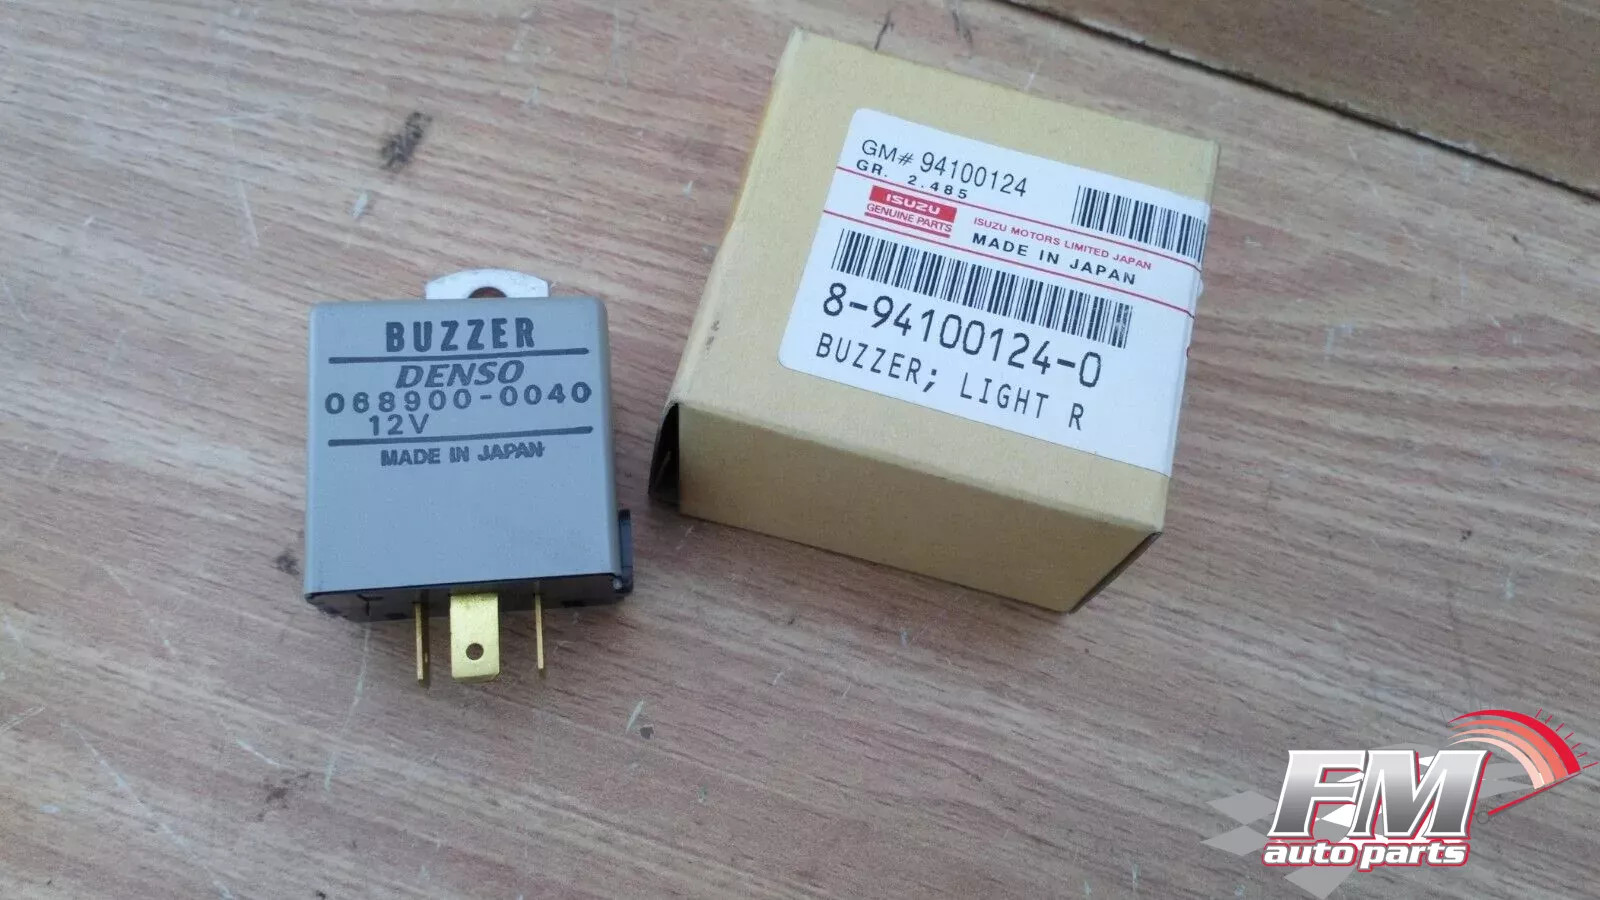 BUZZER
DENSO
068900-0040
12V
MADE IN JAPAN
GM# 94100124
GR. 2.485
ISUZU
GENUINE PARTS
ISUZU MOTORS LIMITED JAPAN
MADE IN JAPAN
8-94100124-0
BUZZER; LIGHT R
FM
auto parts